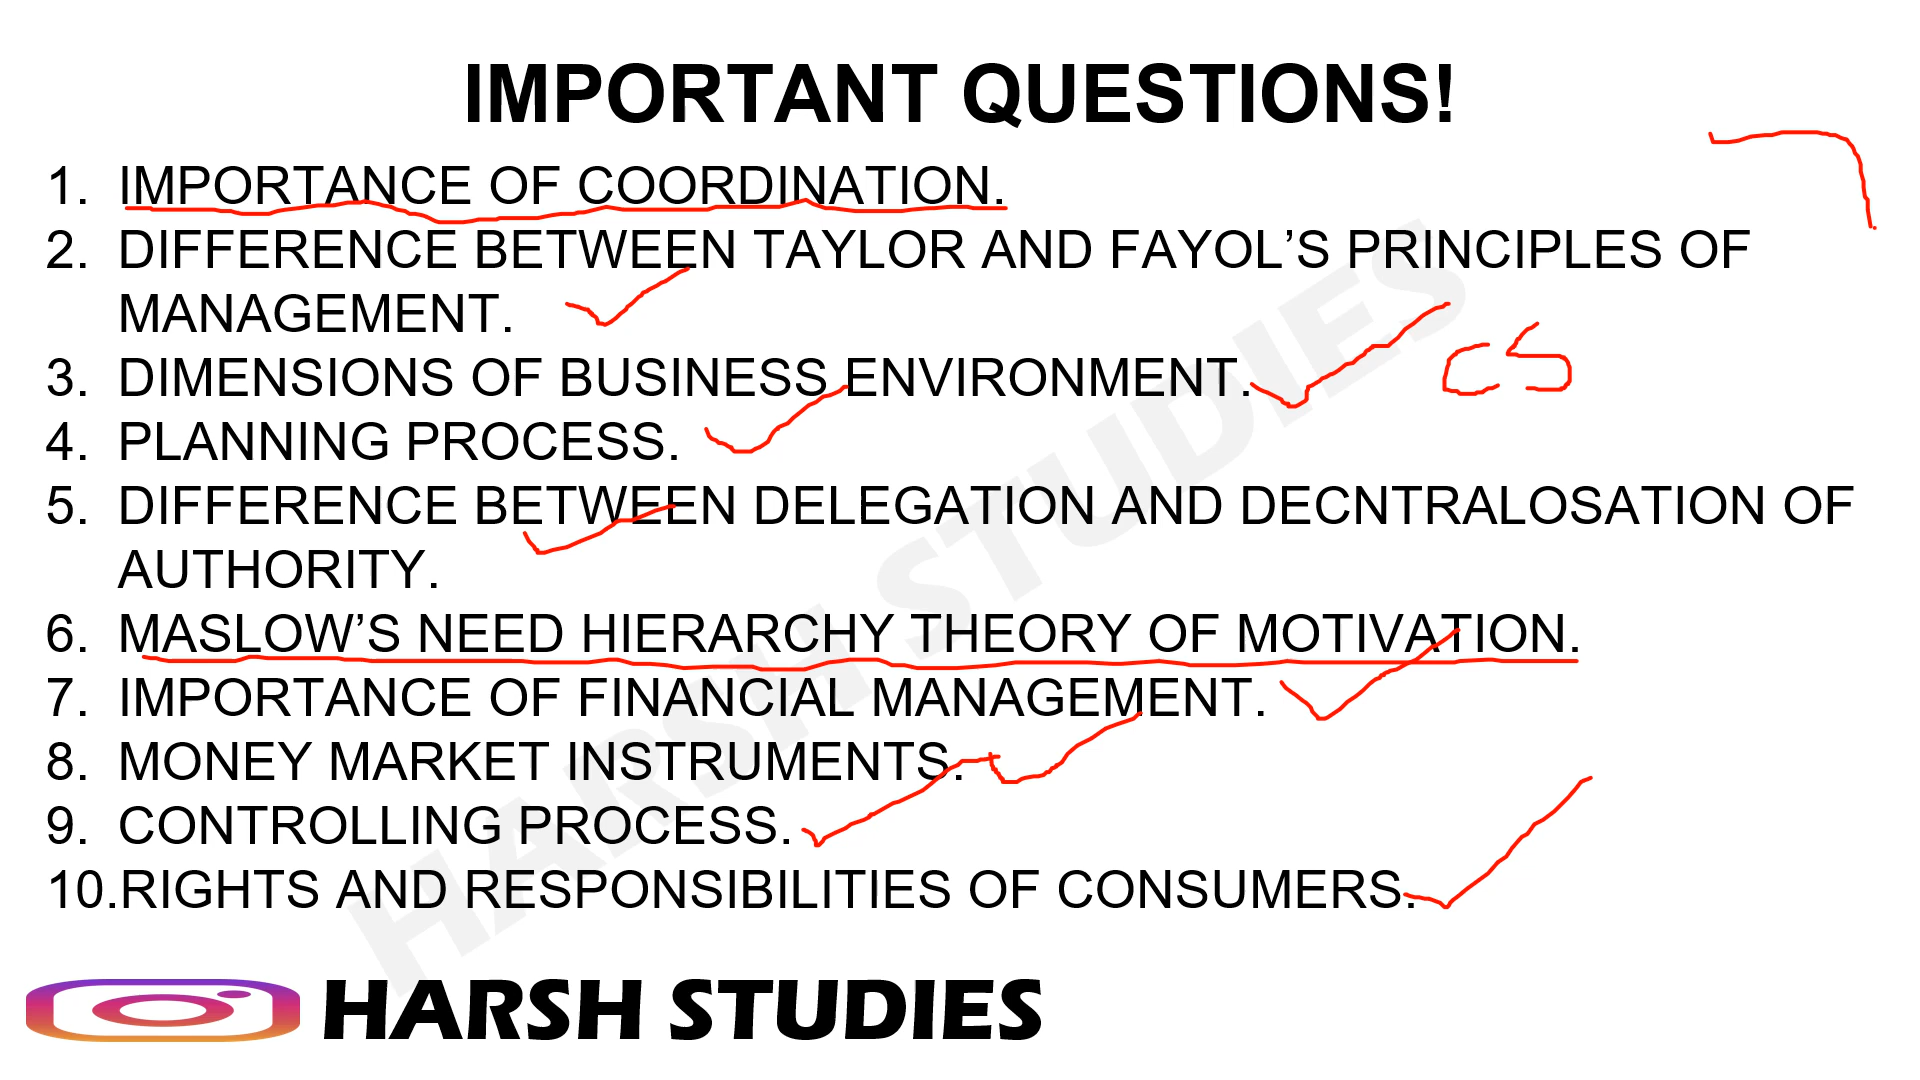 IMPORTANT QUESTIONS!
1. IMPORTANCE OF COORDINATION.
2. DIFFERENCE BETWEEN TAYLOR AND FAYOL’S PRINCIPLES OF
MANAGEMENT.
3. DIMENSIONS OF BUSINESS ENVIRONMENT.
CS
4. PLANNING PROCESS.
5. DIFFERENCE BETWEEN DELEGATION AND DECNTRALOSATION OF
AUTHORITY.
6. MASLOW’S NEED HIERARCHY THEORY OF MOTIVATION.
7. IMPORTANCE OF FINANCIAL MANAGEMENT.
8. MONEY MARKET INSTRUMENTS.
9. CONTROLLING PROCESS.
10.RIGHTS AND RESPONSIBILITIES OF CONSUMERS.
HARSH STUDIES
HARSH STUDIES